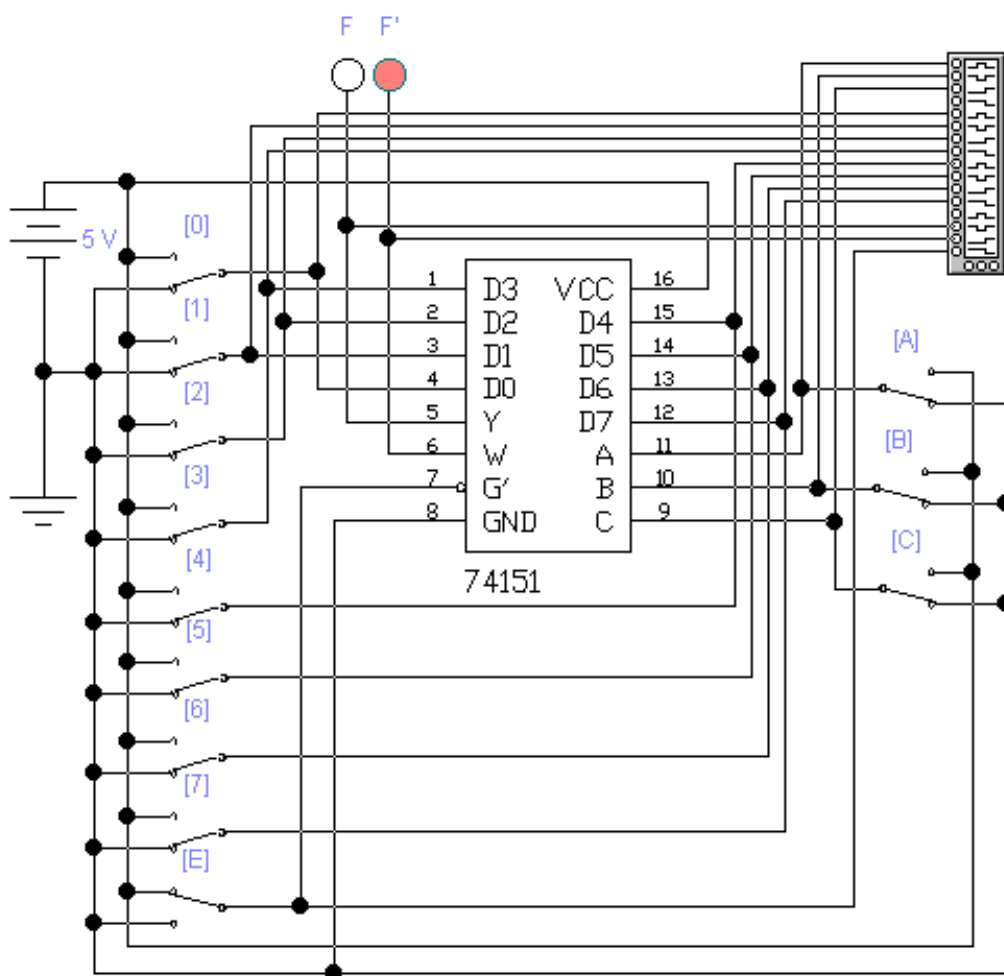 F F'
[0]
5 V
[1]
[2]
[3]
[4]
[5]
[6]
[7]
[E]
1 D3 VCC 16
2 D2 D4 15
3 D1 D5 14
4 D0 D6 13
5 Y D7 12
6 W A 11
7 G' B 10
8 GND C 9
74151
[A]
[B]
[C]